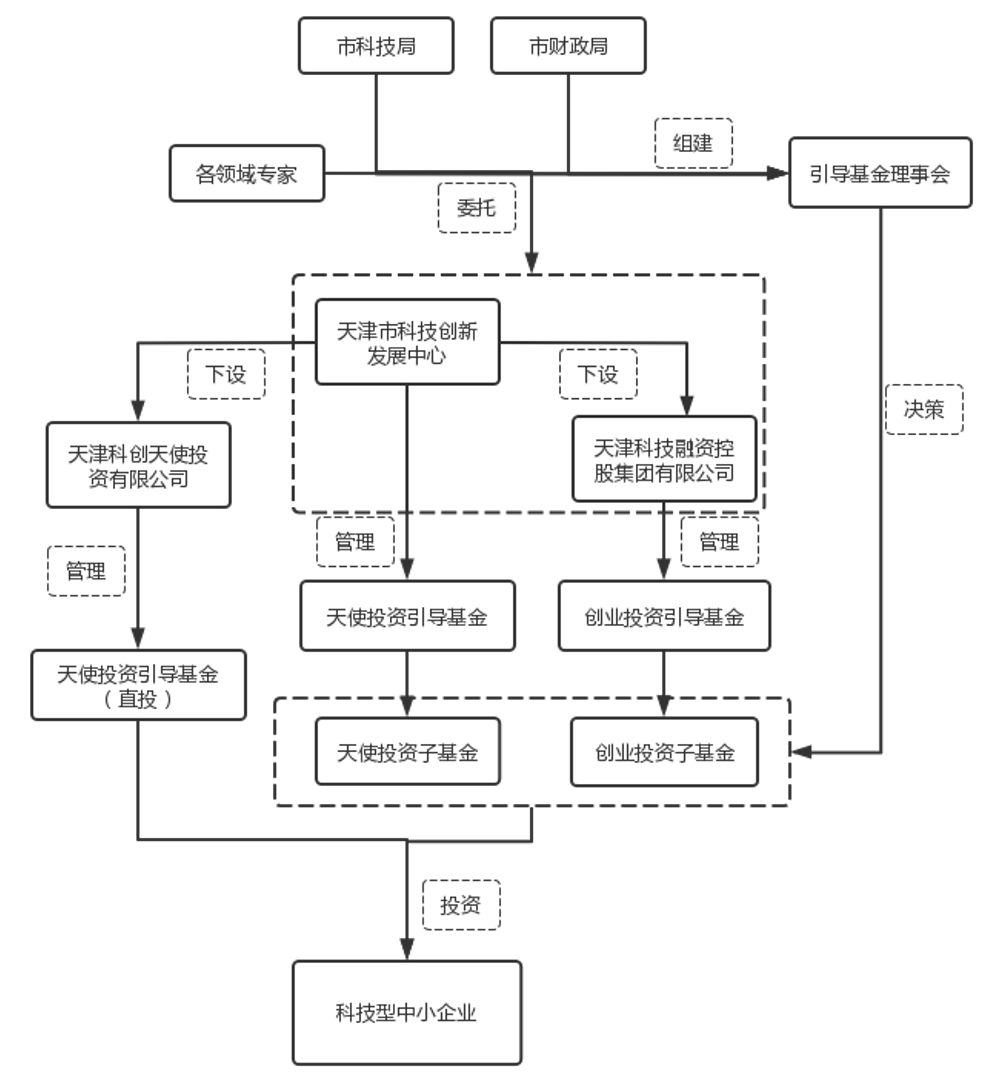 市科技局
市财政局
组建
各领域专家
引导基金理事会
委托
天津市科技创新
发展中心
下设
下设
决策
天津科创天使投
资有限公司
天津科技融资控
股集团有限公司
管理
管理
管理
天使投资引导基金
创业投资引导基金
天使投资引导基金
（直投）
天使投资子基金
创业投资子基金
投资
科技型中小企业